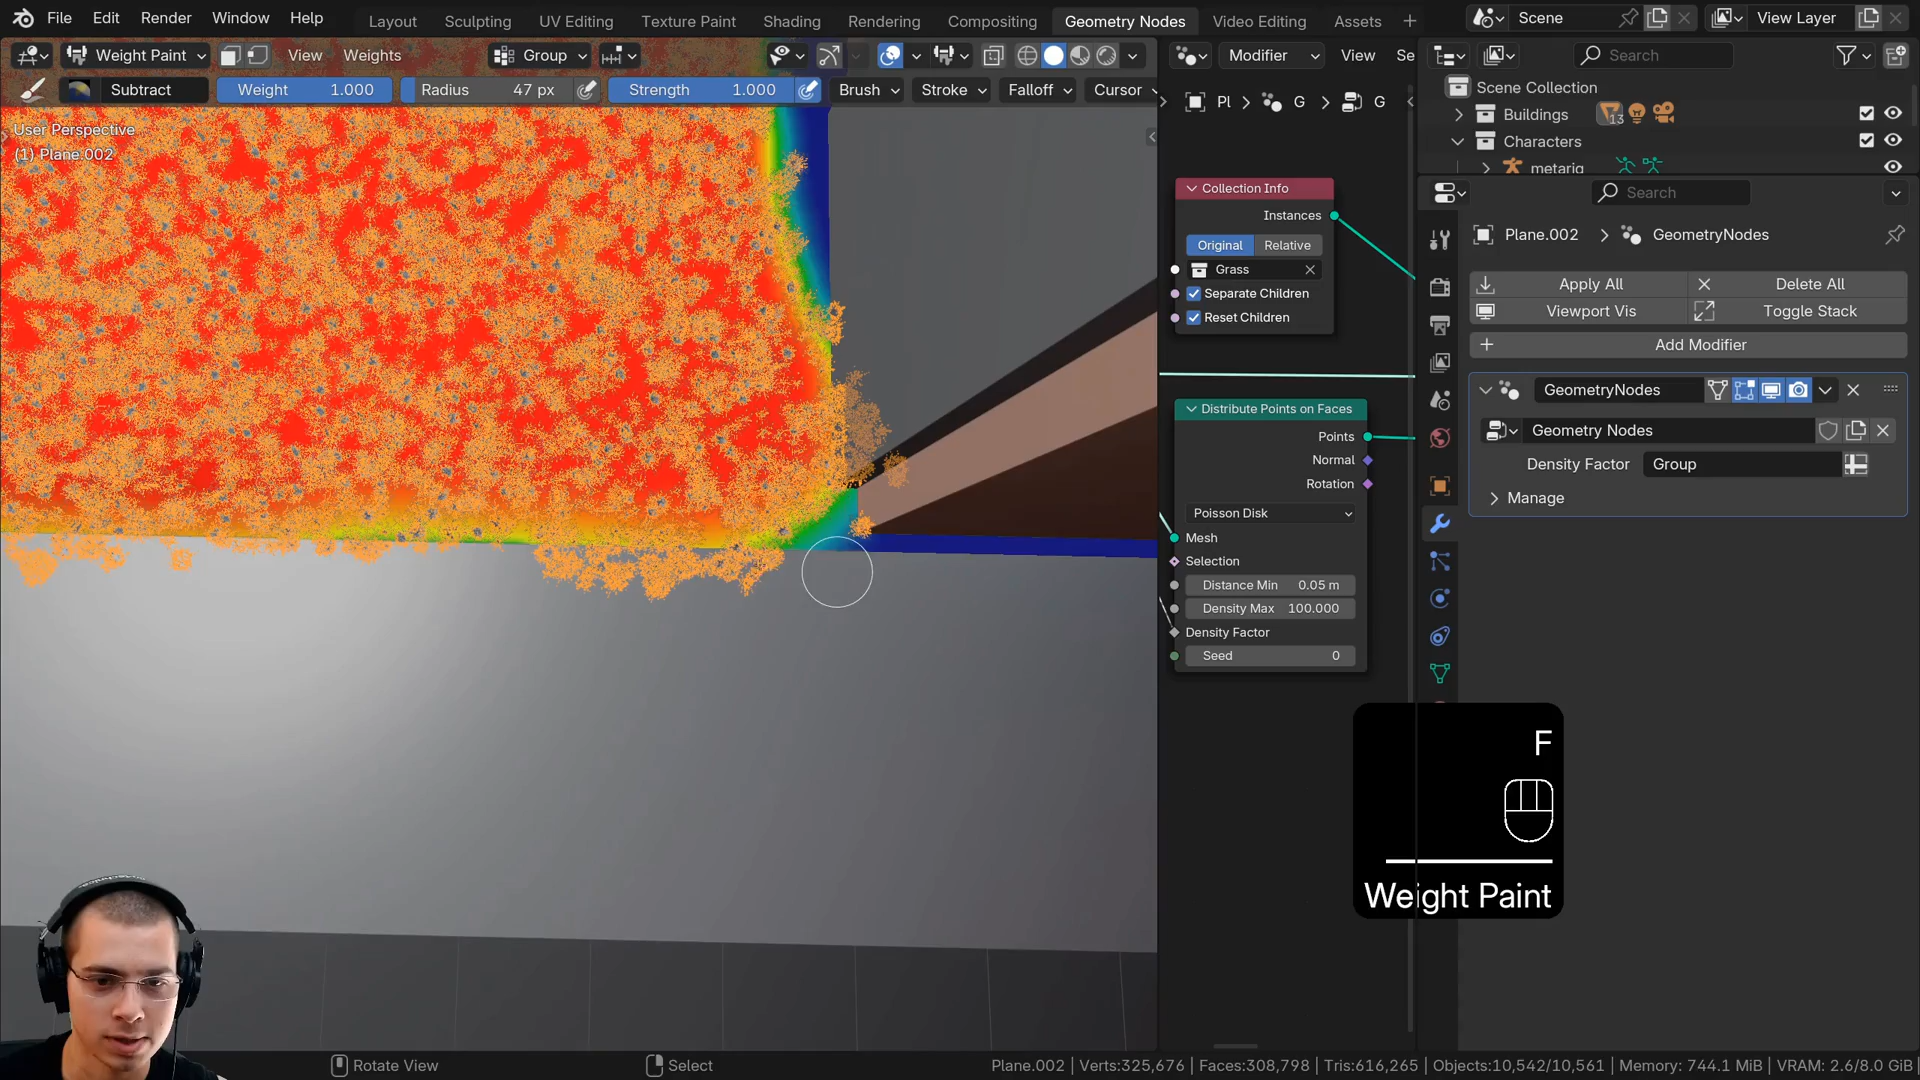 File Edit Render Window Help Layout Sculpting UV Editing Texture Paint Shading Rendering Compositing Geometry Nodes Video Editing Assets Scene View Layer
Weight Paint View Weights Group Modifier View Se Search
Subtract Weight 1.000 Radius 47 px Strength 1.000 Brush Stroke Falloff Cursor Pl G G
Scene Collection
Buildings 13
Characters
metarig
User Perspective
(1) Plane.002
Search
Plane.002 GeometryNodes
Apply All Delete All
Viewport Vis Toggle Stack
Add Modifier
GeometryNodes
Geometry Nodes
Density Factor Group
Manage
Collection Info
Instances
Original Relative
Grass
Separate Children
Reset Children
Distribute Points on Faces
Points
Normal
Rotation
Poisson Disk
Mesh
Selection
Distance Min 0.05 m
Density Max 100.000
Density Factor
Seed 0
F
Weight Paint
Rotate View Select Plane.002 | Verts:325,676 | Faces:308,798 | Tris:616,265 | Objects:10,542/10,561 | Memory: 744.1 MiB | VRAM: 2.6/8.0 GiB